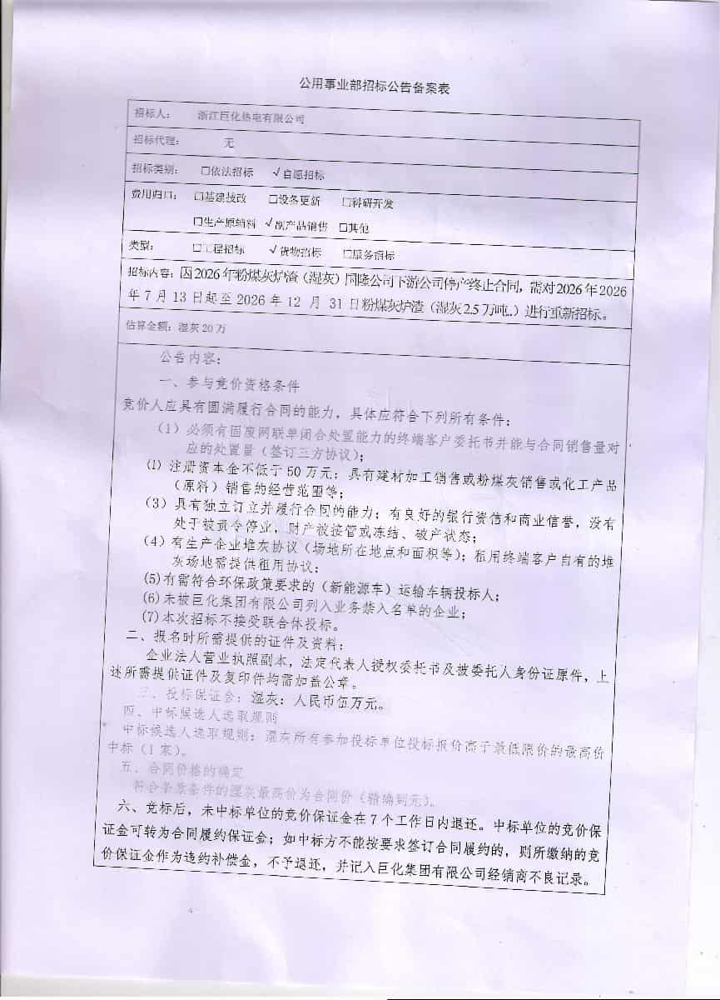 公用事业部招标公告备案表
招标人： 浙江巨化热电有限公司
招标代理： 无
招标类别： □依法招标 √自愿招标
费用归口： □基建技改 □设备更新 □科研开发
□生产原辅料 √副产品销售 □其他
类型： □工程招标 √货物招标 □服务招标
招标内容：因2026年粉煤灰炉渣（湿灰）国隆公司下游公司停产终止合同，需对2026年2026
年7月13日起至2026年12 月 31日粉煤灰炉渣（湿灰2.5万吨.）进行重新招标。
估算金额：湿灰20万
公告内容：
一、参与竞价资格条件
竞价人应具有圆满履行合同的能力，具体应符合下列所有条件：
（1）必须有固废网联单闭合处置能力的终端客户委托书并能与合同销售量对
应的处置量（签订三方协议）；
⑴ 注册资本金不低于50万元；具有建材加工销售或粉煤灰销售或化工产品
（原料）销售的经营范围等；
（3）具有独立订立并履行合同的能力；有良好的银行资信和商业信誉，没有
处于被责令停业，财产被接管或冻结、破产状态；
（4）有生产企业堆灰协议（场地所在地点和面积等）；租用终端客户自有的堆
灰场地需提供租用协议；
(5)有需符合环保政策要求的（新能源车）运输车辆投标人；
(6)未被巨化集团有限公司列入业务禁入名单的企业；
(7)本次招标不接受联合体投标。
二、报名时所需提供的证件及资料：
企业法人营业执照副本，法定代表人授权委托书及被委托人身份证原件，上
述所需提供证件及复印件均需加盖公章。
三、投标保证金：湿灰：人民币伍万元。
四、中标候选人选取规则
中标候选人选取规则：湿灰所有参加投标单位投标报价高于最低限价的最高价
中标（1家）。
五、合同价格的确定
符合条款条件的湿灰最高价为合同价（精确到元）。
六、竞标后，未中标单位的竞价保证金在7个工作日内退还。中标单位的竞价保
证金可转为合同履约保证金；如中标方不能按要求签订合同履约的，则所缴纳的竞
价保证金作为违约补偿金，不予退还，并记入巨化集团有限公司经销商不良记录。